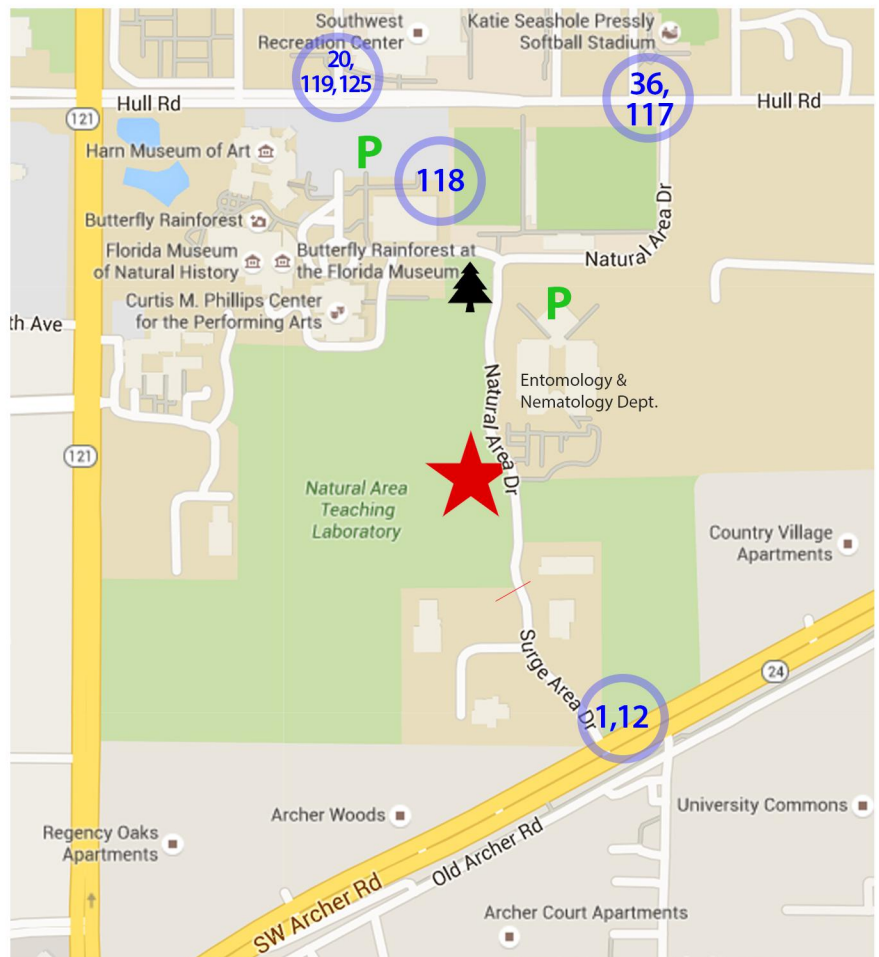 Southwest
Recreation Center
Katie Seashole Pressly
Softball Stadium
20,
119,125
36,
117
Hull Rd
Hull Rd
121
P
Harn Museum of Art
118
Natural Area Dr
Butterfly Rainforest
Florida Museum
of Natural History
Butterfly Rainforest at
the Florida Museum
Curtis M. Phillips Center
for the Performing Arts
P
th Ave
Entomology &
Nematology Dept.
Natural Area Dr
121
Natural Area
Teaching
Laboratory
Country Village
Apartments
Surge Area Dr
24
1,12
Archer Woods
University Commons
Regency Oaks
Apartments
Old Archer Rd
SW Archer Rd
Archer Court Apartments